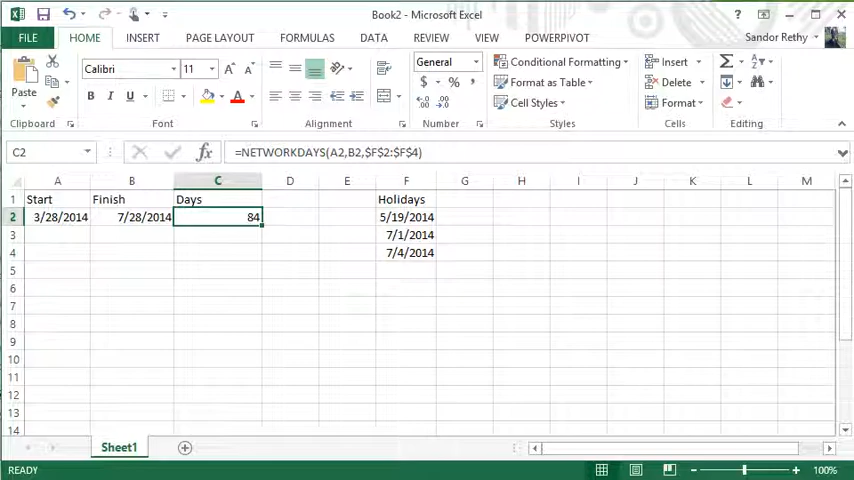 Book2 - Microsoft Excel
FILE HOME INSERT PAGE LAYOUT FORMULAS DATA REVIEW VIEW POWERPIVOT Sandor Rethy
Calibri 11 General Conditional Formatting Insert
Paste B I U $ % , Format as Table Delete
Cell Styles Format
Clipboard Font Alignment Number Styles Cells Editing
C2 =NETWORKDAYS(A2,B2,$F$2:$F$4)
A B C D E F G H I J K L M
1 Start Finish Days Holidays
2 3/28/2014 7/28/2014 84 5/19/2014
3 7/1/2014
4 7/4/2014
5
6
7
8
9
10
11
12
13
14
Sheet1
READY 100%